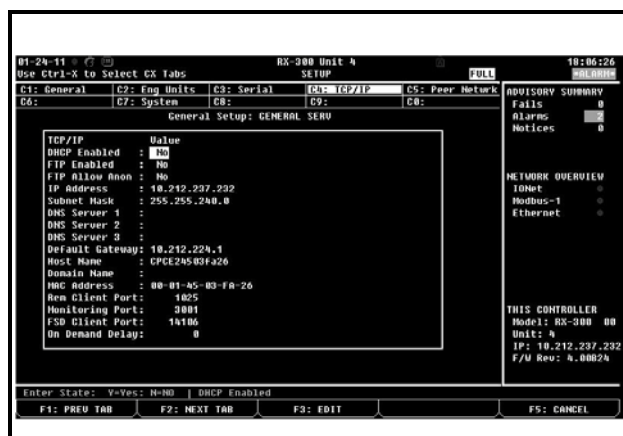 01-24-11 RX-300 Unit 4 18:06:26
Use Ctrl-X to Select CX Tabs SETUP FULL *ALARM*
C1: General C2: Eng Units C3: Serial C4: TCP/IP C5: Peer Netwrk
C6: C7: System C8: C9: C0:
General Setup: GENERAL SERV
TCP/IP Value
DHCP Enabled : No
FTP Enabled : No
FTP Allow Anon : No
IP Address : 10.212.237.232
Subnet Mask : 255.255.240.0
DNS Server 1 :
DNS Server 2 :
DNS Server 3 :
Default Gateway: 10.212.224.1
Host Name : CPCE24503fa26
Domain Name :
MAC Address : 00-01-45-03-FA-26
Rem Client Port: 1025
Monitoring Port: 3001
FSD Client Port: 14106
On Demand Delay: 0
ADVISORY SUMMARY
Fails 0
Alarms 2
Notices 0
NETWORK OVERVIEW
IONet
Modbus-1
Ethernet
THIS CONTROLLER
Model: RX-300 00
Unit: 4
IP: 10.212.237.232
F/W Rev: 4.00B24
Enter State: Y=Yes: N=NO | DHCP Enabled
F1: PREV TAB F2: NEXT TAB F3: EDIT F5: CANCEL